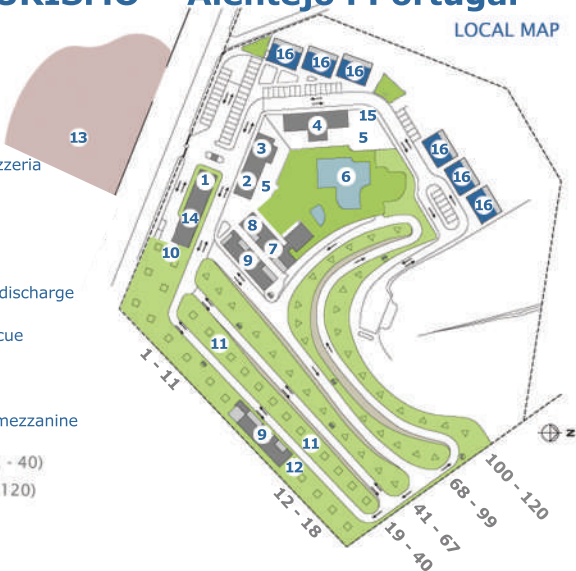 Alentejo
LOCAL MAP
16
16
16
15
4
5
13
3
16
zzeria
1
2
5
6
16
14
16
8
10
7
9
discharge
cue
11
1 - 11
mezzanine
9
11
- 40)
12
120)
100 - 120
N
12 - 18
68 - 99
41 - 67
19 - 40